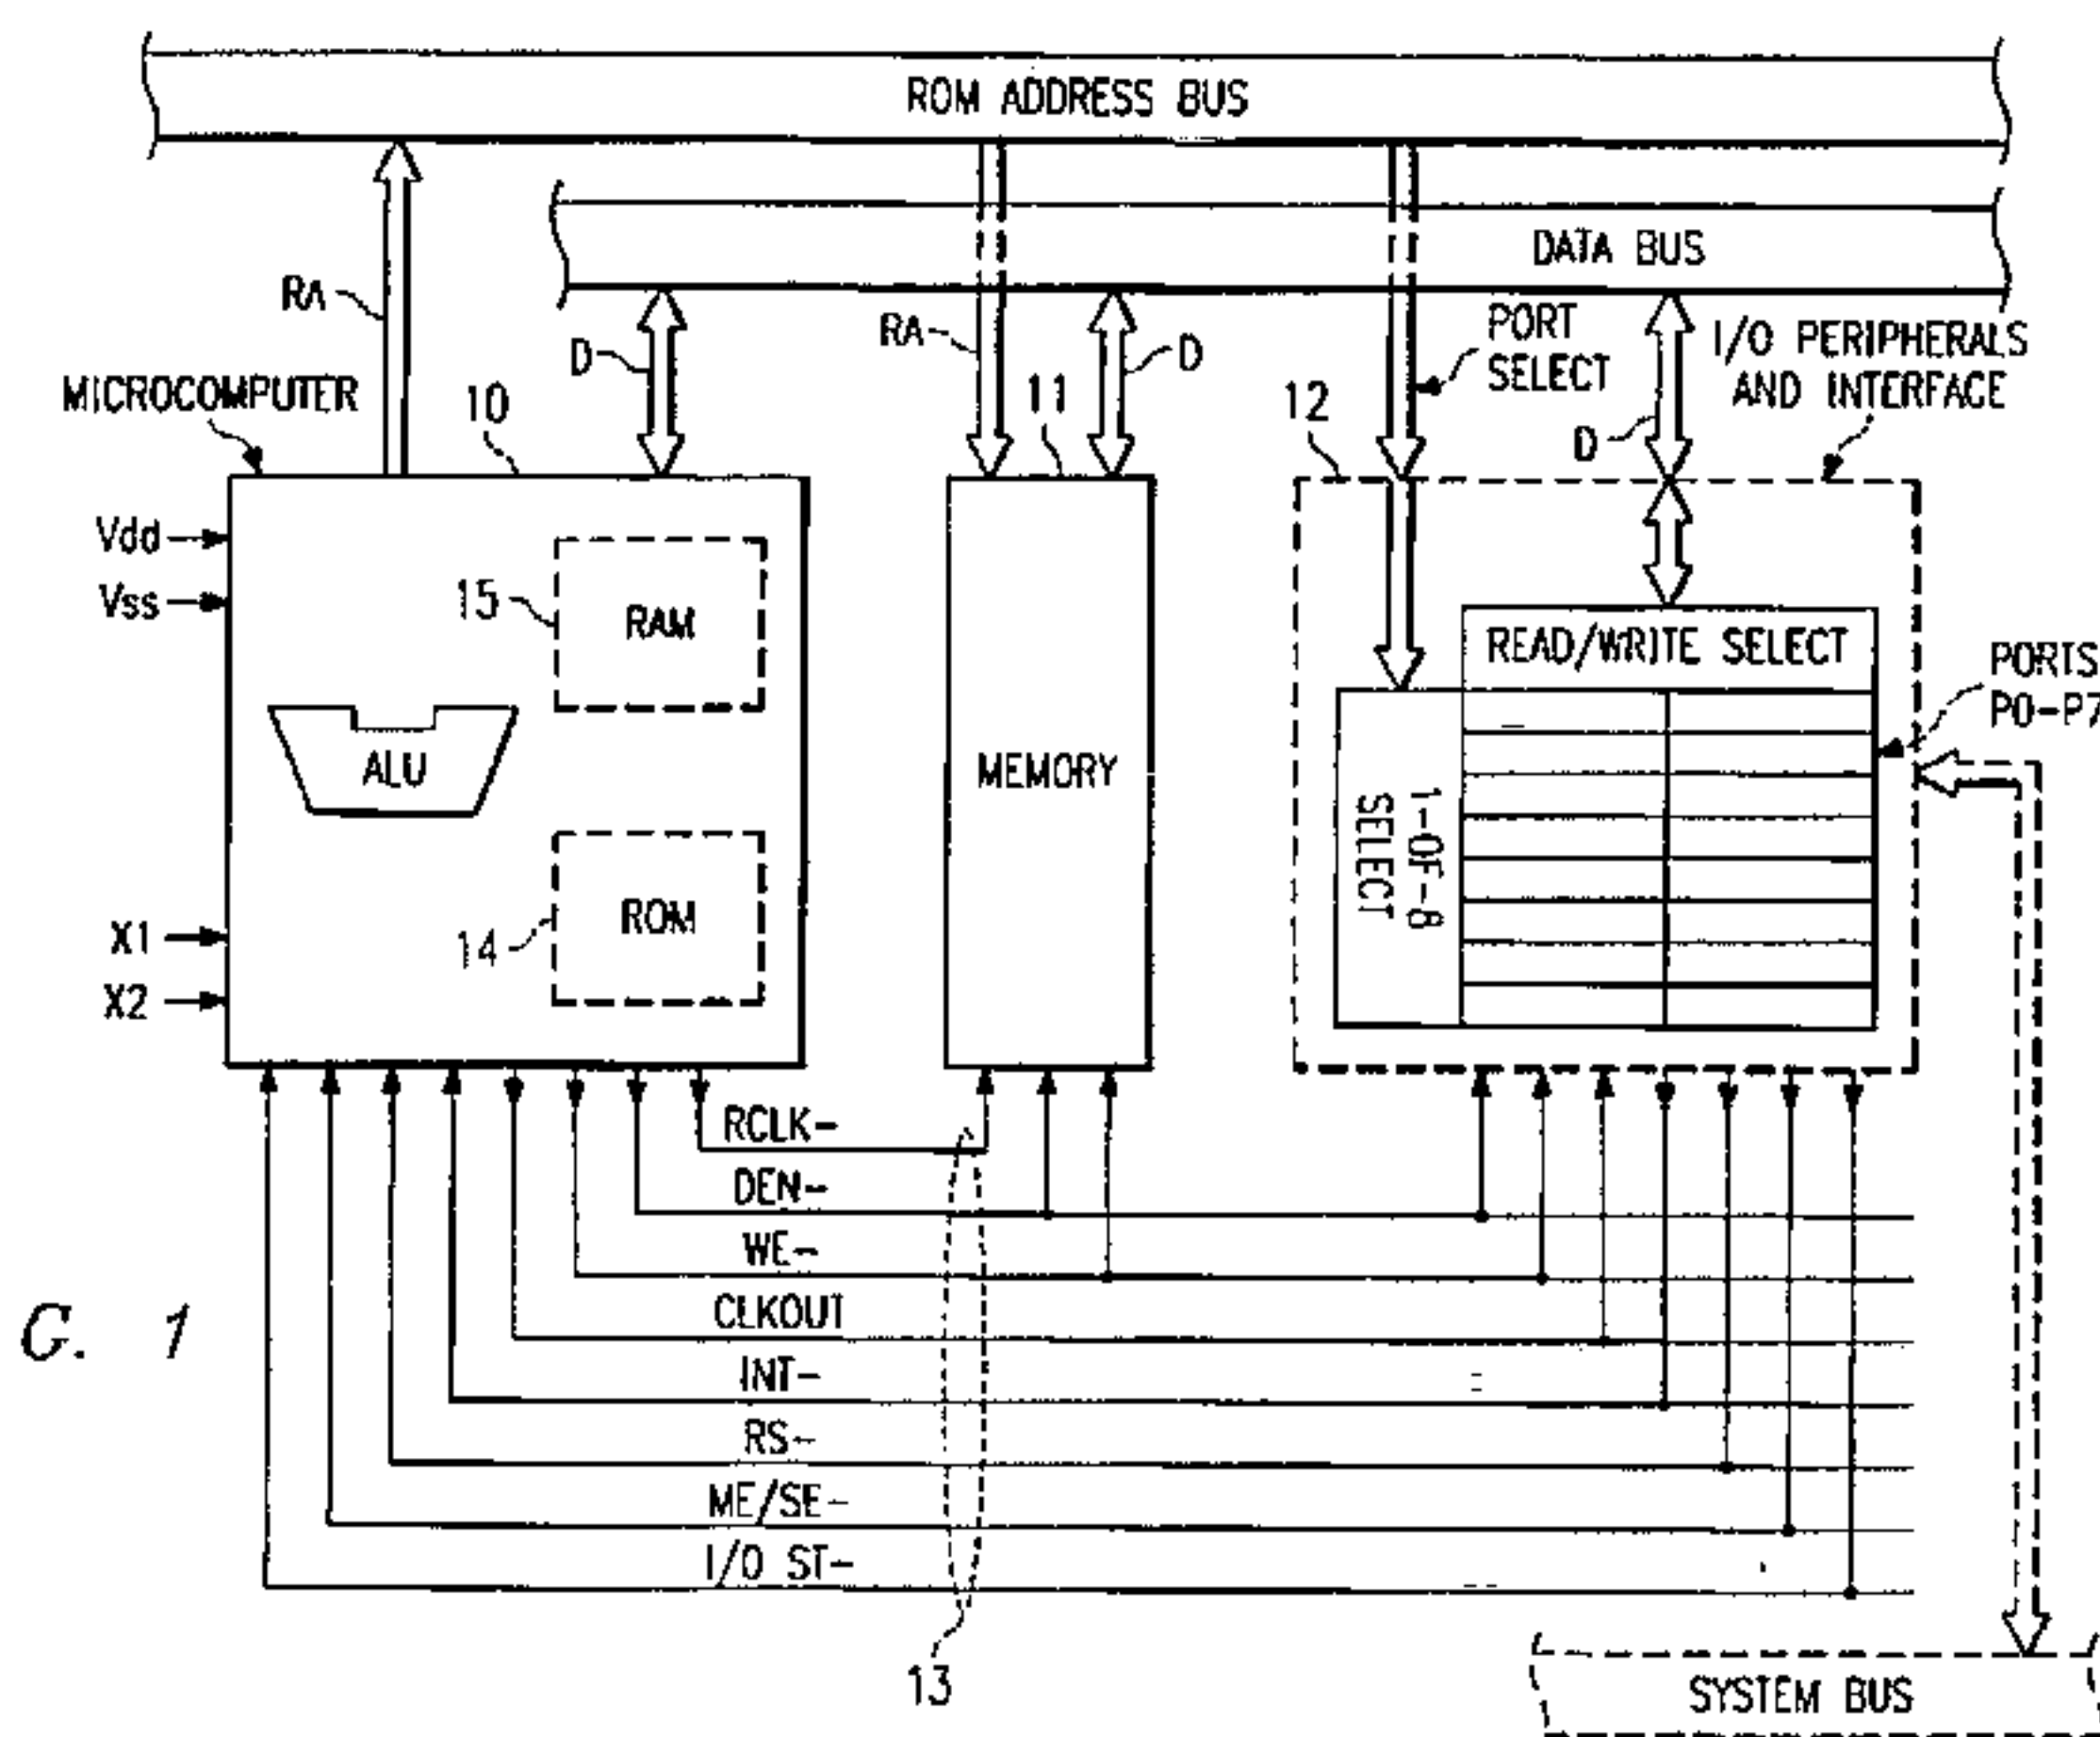 ROM ADDRESS BUS
DATA BUS
RA
D
RA
D
PORT
SELECT
I/O PERIPHERALS
AND INTERFACE
D
MICROCOMPUTER
10
11
12
Vdd
Vss
15
RAM
READ/WRITE SELECT
PORTS
P0-P7
ALU
MEMORY
1-OF-8
SELECT
X1
X2
14
ROM
RCLK-
DEN-
WE-
CLKOUT
G. 1
INT-
RS-
ME/SE-
I/O ST-
13
SYSTEM BUS